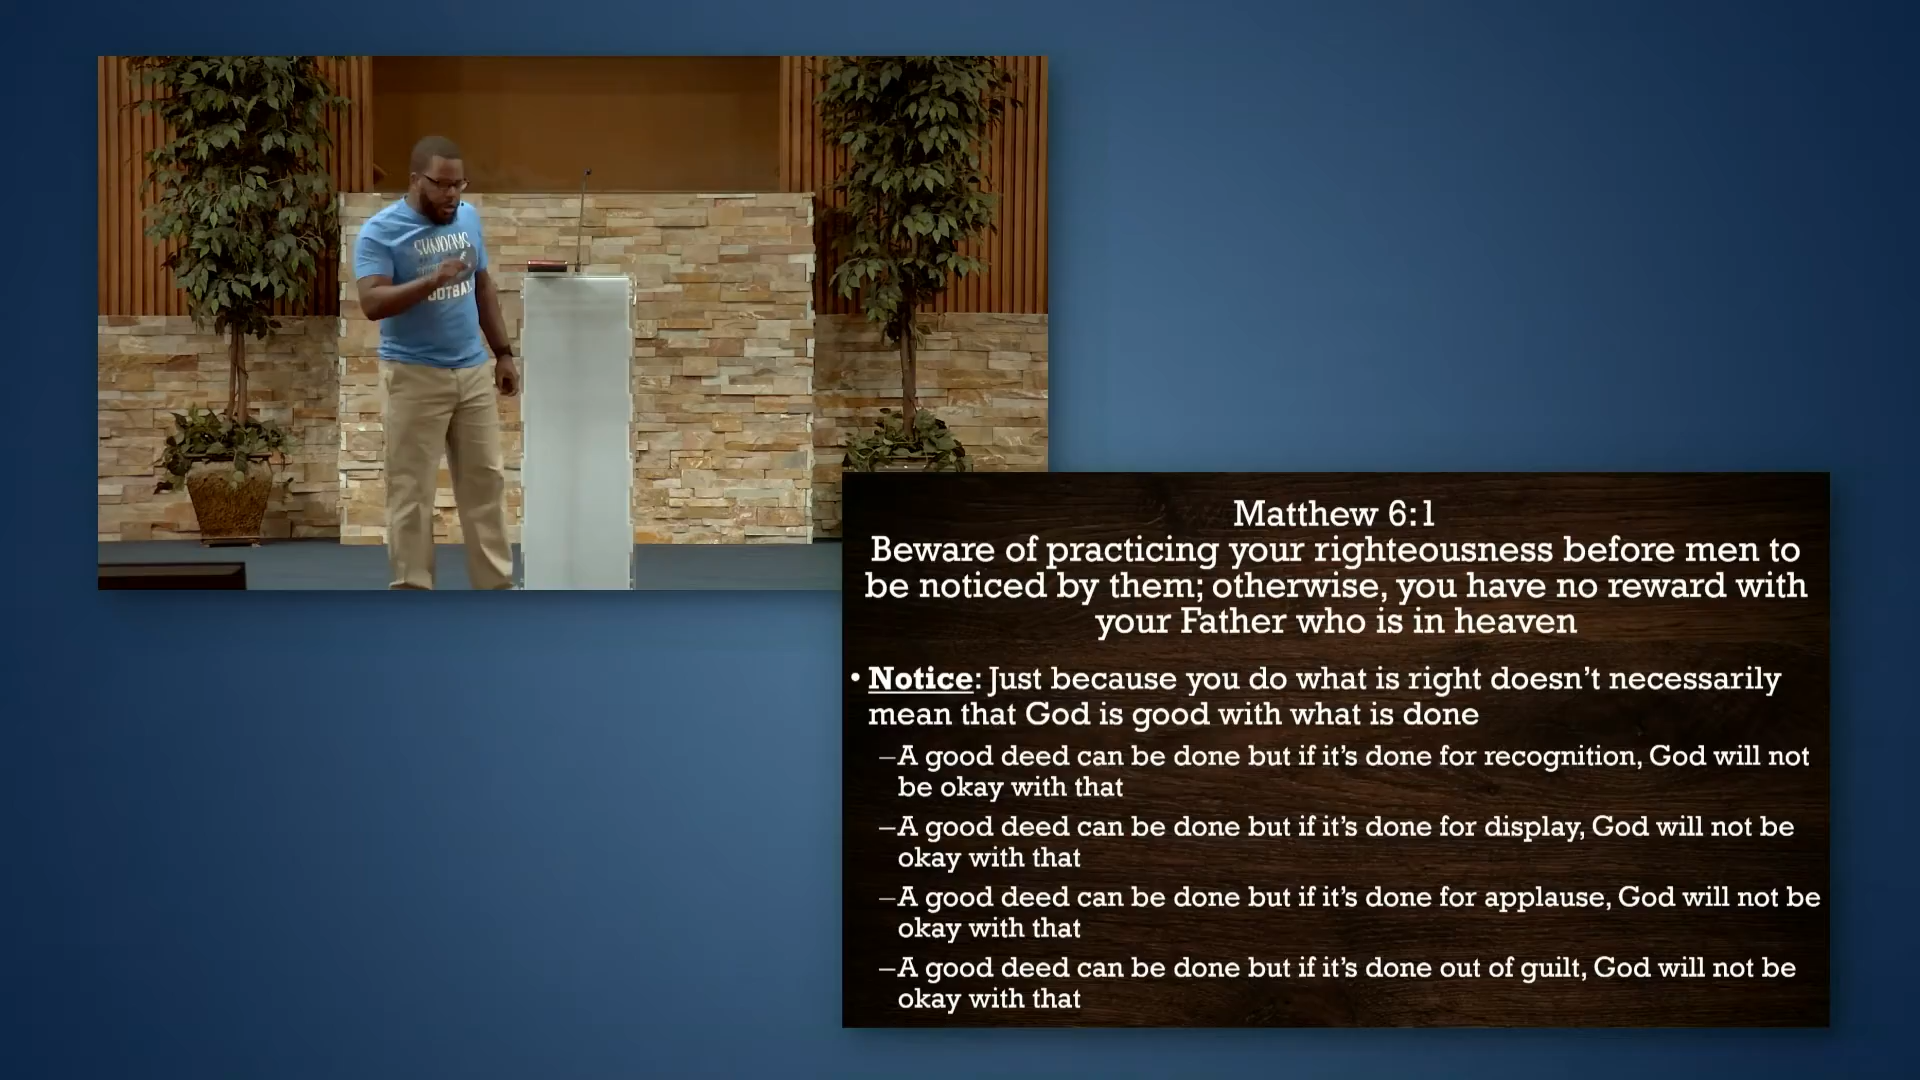 SUNDAYS
FOOTBALL
Matthew 6:1
Beware of practicing your righteousness before men to
be noticed by them; otherwise, you have no reward with
your Father who is in heaven
• Notice: Just because you do what is right doesn’t necessarily
mean that God is good with what is done
–A good deed can be done but if it’s done for recognition, God will not
be okay with that
–A good deed can be done but if it’s done for display, God will not be
okay with that
–A good deed can be done but if it’s done for applause, God will not be
okay with that
–A good deed can be done but if it’s done out of guilt, God will not be
okay with that